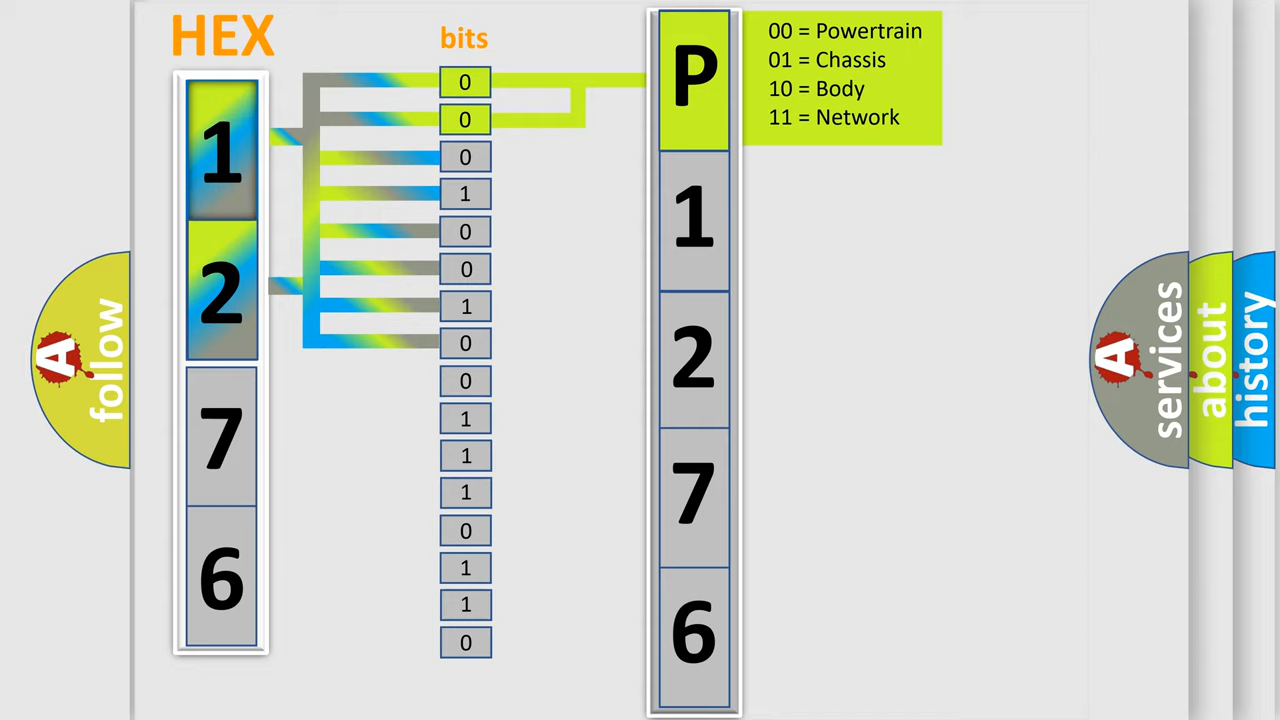 HEX
bits
1
2
7
6
0
0
0
1
0
0
1
0
0
1
1
1
0
1
1
0
P
1
2
7
6
00 = Powertrain
01 = Chassis
10 = Body
11 = Network
A
follow
A
services
about
history